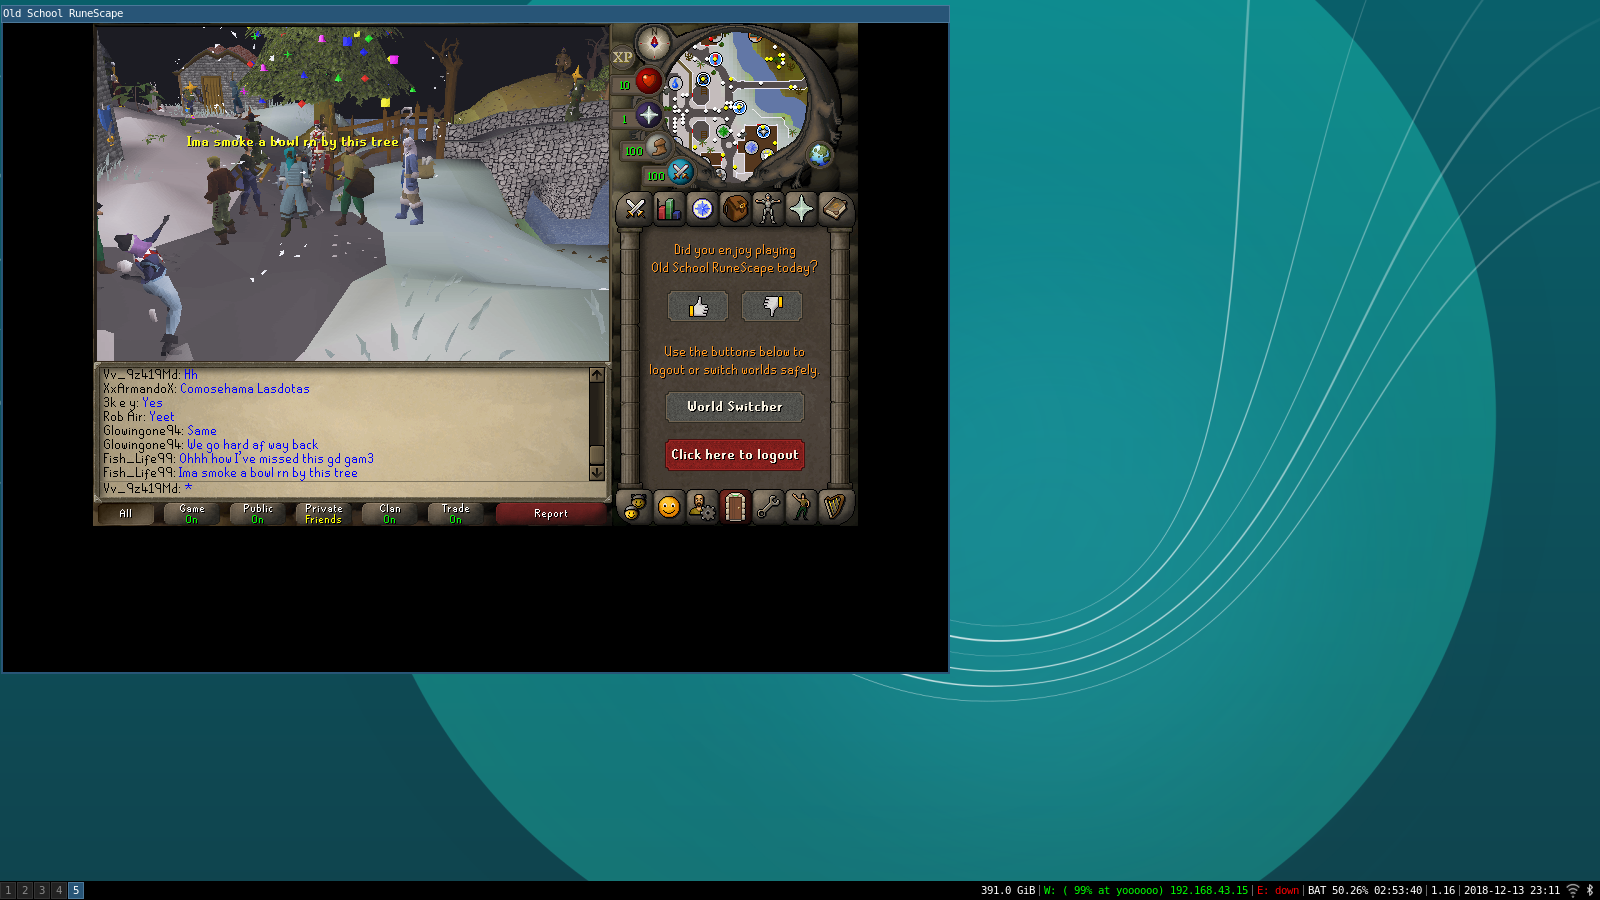 Old School RuneScape
Ima smoke a bowl rn by this tree
N
XP
10
1
100
100
Did you enjoy playing
Old School RuneScape today?
Use the buttons below to
logout or switch worlds safely.
World Switcher
Click here to logout
Vv_9z419Md: Hh
XxArmandoX: Comosehama Lasdotas
3k e y: Yes
Rob Air: Yeet
Glowingone94: Same
Glowingone94: We go hard af way back
Fish_Life99: Ohhh how I've missed this gd gam3
Fish_Life99: Ima smoke a bowl rn by this tree
Vv_9z419Md: *
All
Game
On
Public
On
Private
Friends
Clan
On
Trade
On
Report
1 2 3 4 5
391.0 GiB|W: ( 99% at yoooooo) 192.168.43.15|E: down|BAT 50.26% 02:53:40|1.16|2018-12-13 23:11